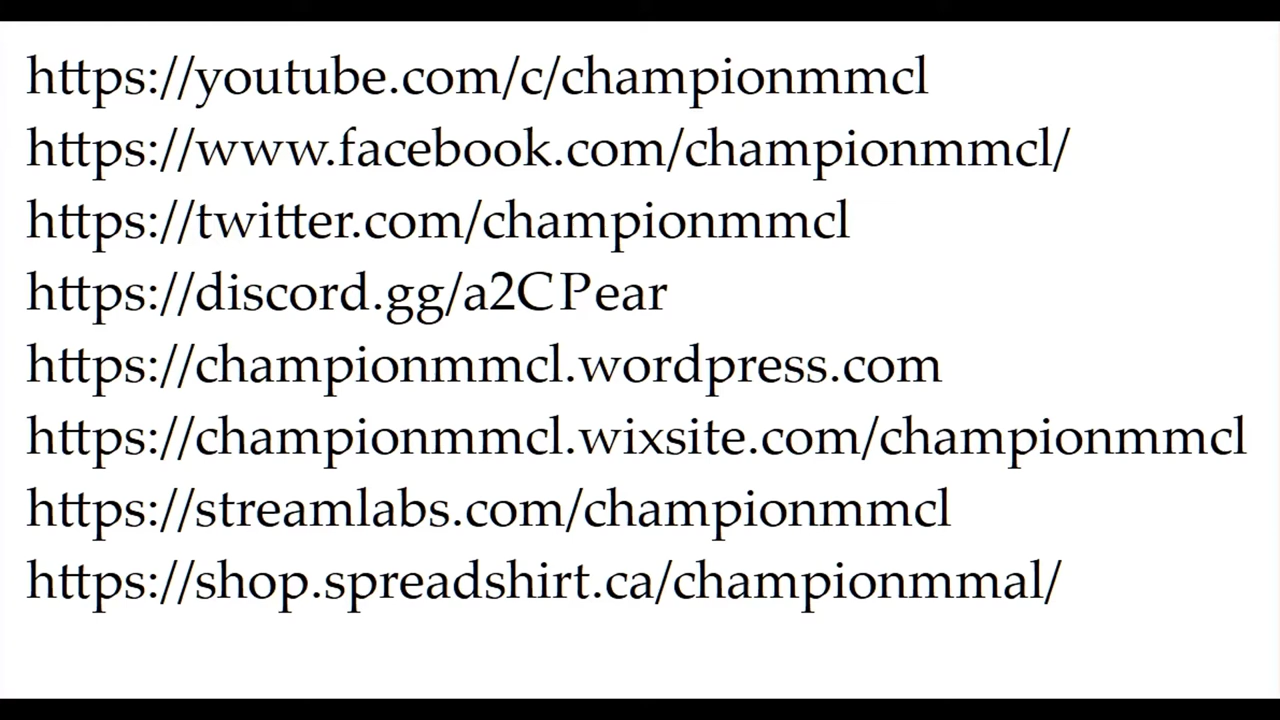 https://youtube.com/c/championmmcl
https://www.facebook.com/championmmcl/
https://twitter.com/championmmcl
https://discord.gg/a2CPear
https://championmmcl.wordpress.com
https://championmmcl.wixsite.com/championmmcl
https://streamlabs.com/championmmcl
https://shop.spreadshirt.ca/championmmal/